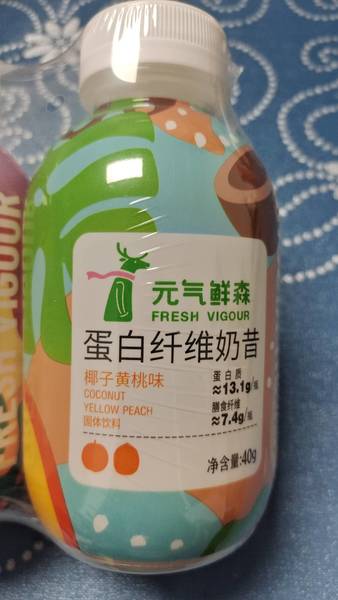 元气鲜森
FRESH VIGOUR
蛋白纤维奶昔
椰子黄桃味
COCONUT
YELLOW PEACH
固体饮料
蛋白质
≈13.1g/瓶
膳食纤维
≈7.4g/瓶
净含量:40g
FRESH VIGOUR